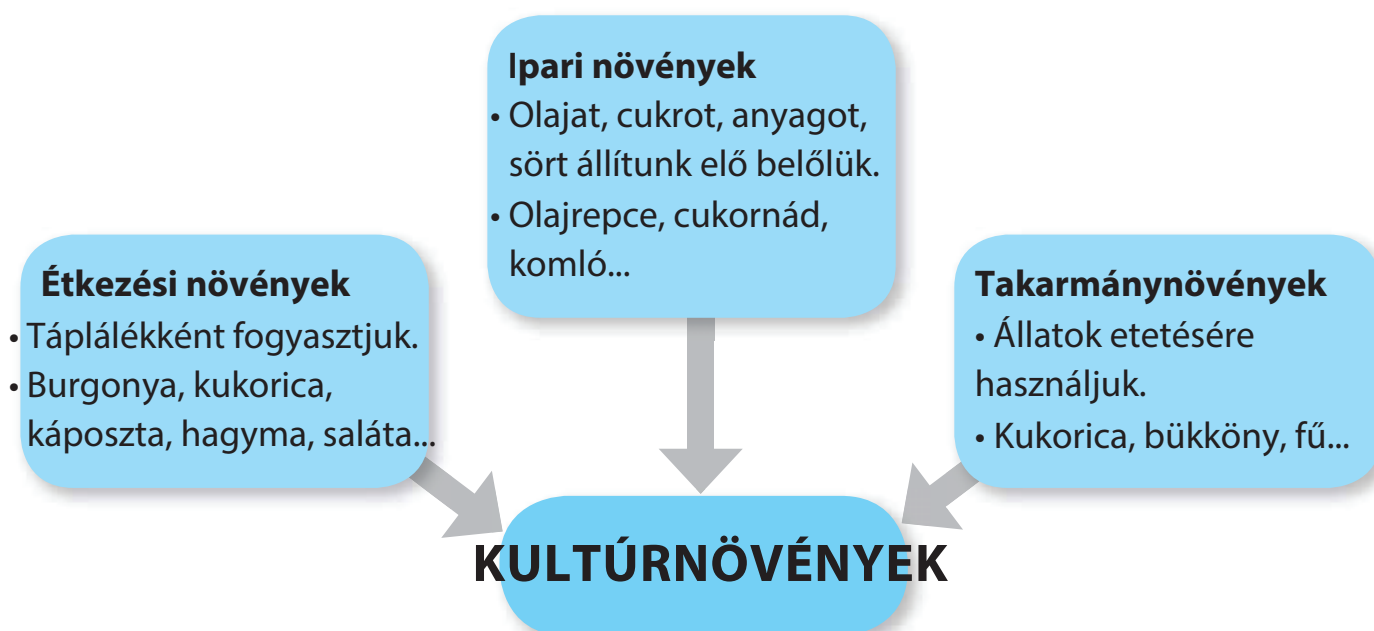 Ipari növények
• Olajat, cukrot, anyagot,
sört állítunk elő belőlük.
• Olajrepce, cukornád,
komló...
Étkezési növények
• Táplálékként fogyasztjuk.
• Burgonya, kukorica,
káposzta, hagyma, saláta...
Takarmánynövények
• Állatok etetésére
használjuk.
• Kukorica, bükköny, fű...
KULTÚRNÖVÉNYEK